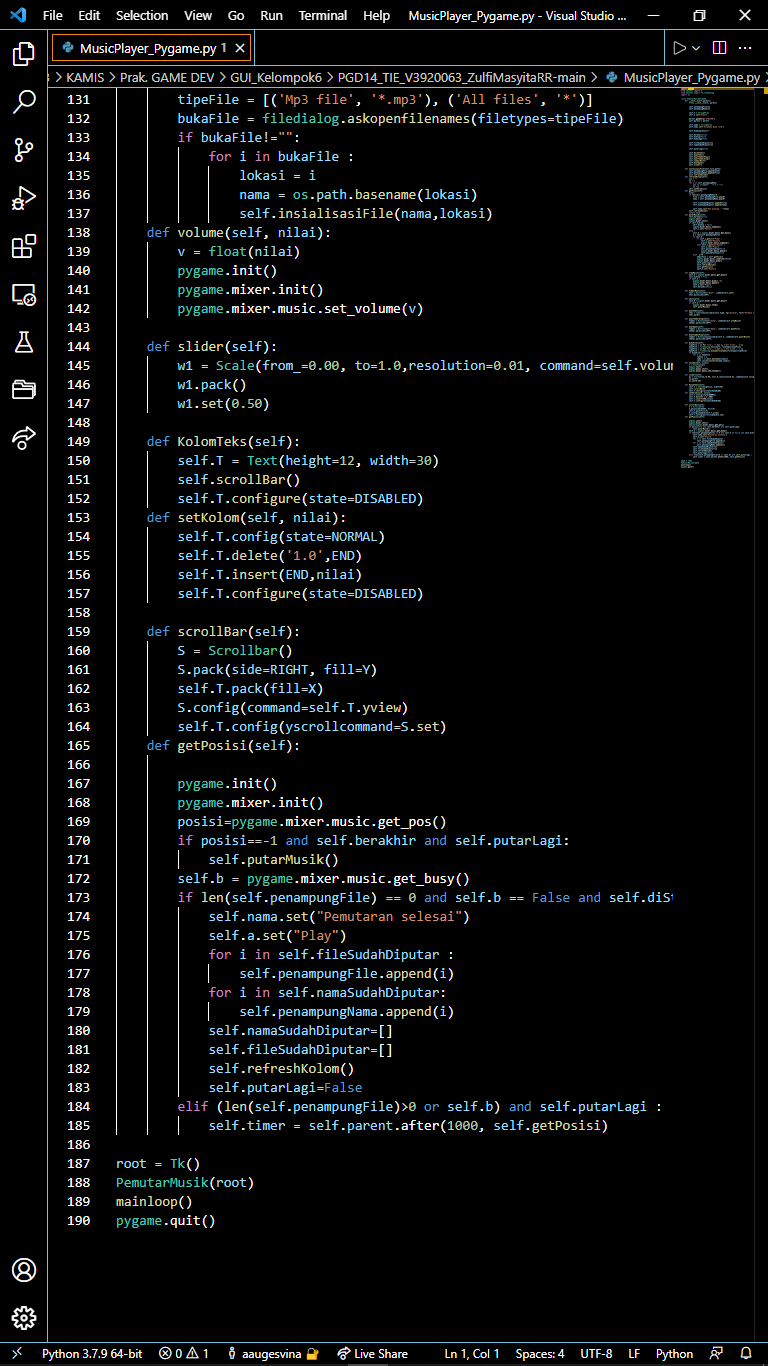 File Edit Selection View Go Run Terminal Help MusicPlayer_Pygame.py - Visual Studio ...
MusicPlayer_Pygame.py 1
KAMIS > Prak. GAME DEV > GUI_Kelompok6 > PGD14_TIE_V3920063_ZulfiMasyitaRR-main > MusicPlayer_Pygame.py >
131 tipeFile = [('Mp3 file', '*.mp3'), ('All files', '*')]
132 bukaFile = filedialog.askopenfilenames(filetypes=tipeFile)
133 if bukaFile!="":
134 for i in bukaFile :
135 lokasi = i
136 nama = os.path.basename(lokasi)
137 self.insialisasiFile(nama,lokasi)
138 def volume(self, nilai):
139 v = float(nilai)
140 pygame.init()
141 pygame.mixer.init()
142 pygame.mixer.music.set_volume(v)
143
144 def slider(self):
145 w1 = Scale(from_=0.00, to=1.0,resolution=0.01, command=self.volum
146 w1.pack()
147 w1.set(0.50)
148
149 def KolomTeks(self):
150 self.T = Text(height=12, width=30)
151 self.scrollBar()
152 self.T.configure(state=DISABLED)
153 def setKolom(self, nilai):
154 self.T.config(state=NORMAL)
155 self.T.delete('1.0',END)
156 self.T.insert(END,nilai)
157 self.T.configure(state=DISABLED)
158
159 def scrollBar(self):
160 S = Scrollbar()
161 S.pack(side=RIGHT, fill=Y)
162 self.T.pack(fill=X)
163 S.config(command=self.T.yview)
164 self.T.config(yscrollcommand=S.set)
165 def getPosisi(self):
166
167 pygame.init()
168 pygame.mixer.init()
169 posisi=pygame.mixer.music.get_pos()
170 if posisi==-1 and self.berakhir and self.putarLagi:
171 self.putarMusik()
172 self.b = pygame.mixer.music.get_busy()
173 if len(self.penampungFile) == 0 and self.b == False and self.diSt
174 self.nama.set("Pemutaran selesai")
175 self.a.set("Play")
176 for i in self.fileSudahDiputar :
177 self.penampungFile.append(i)
178 for i in self.namaSudahDiputar:
179 self.penampungNama.append(i)
180 self.namaSudahDiputar=[]
181 self.fileSudahDiputar=[]
182 self.refreshKolom()
183 self.putarLagi=False
184 elif (len(self.penampungFile)>0 or self.b) and self.putarLagi :
185 self.timer = self.parent.after(1000, self.getPosisi)
186
187 root = Tk()
188 PemutarMusik(root)
189 mainloop()
190 pygame.quit()
Python 3.7.9 64-bit 0 1 aaugesvina Live Share Ln 1, Col 1 Spaces: 4 UTF-8 LF Python